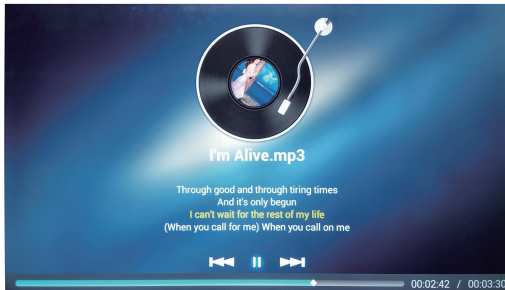 I'm Alive.mp3
Through good and through tiring times
And it's only begun
I can't wait for the rest of my life
(When you call for me) When you call on me
00:02:42 / 00:03:30